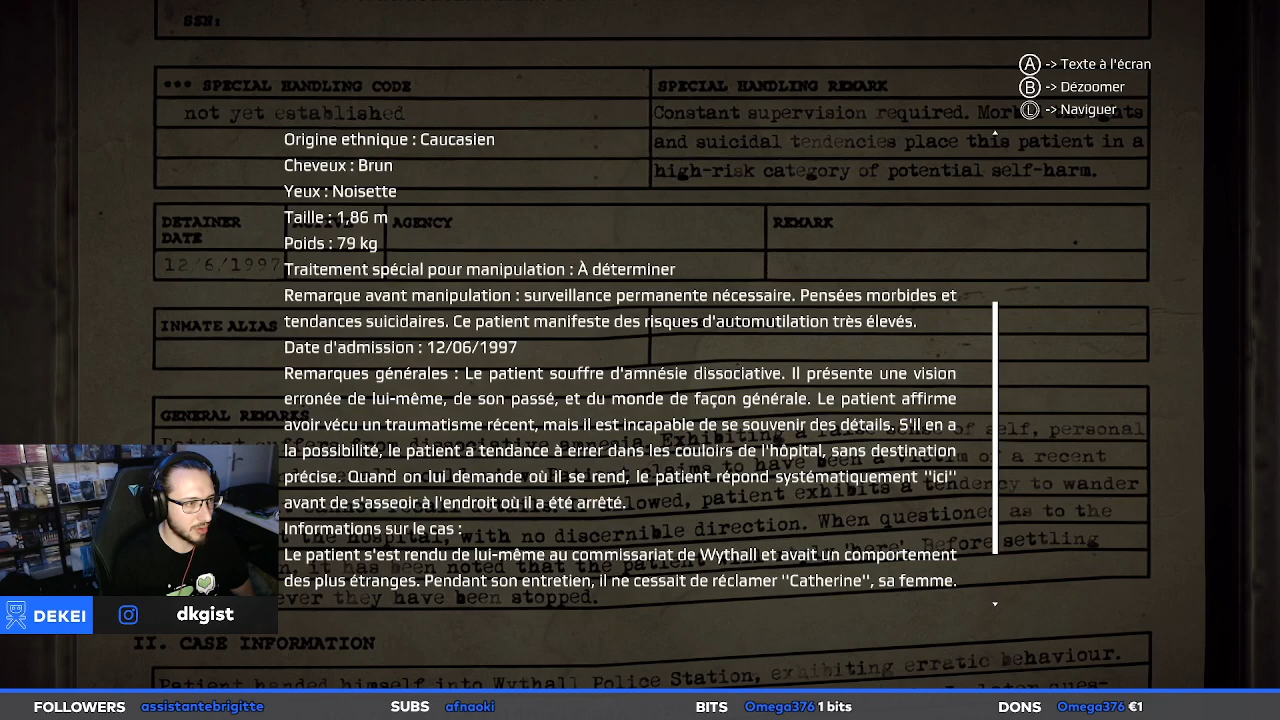 SSN:
*** SPECIAL HANDLING CODE
SPECIAL HANDLING REMARK
Ⓐ -> Texte à l'écran
Ⓑ -> Dézoomer
Ⓛ -> Naviguer
not yet established
Constant supervision required.
and suicidal tendencies place this patient in a
high-risk category of potential self-harm.
Origine ethnique : Caucasien
Cheveux : Brun
Yeux : Noisette
Taille : 1,86 m
Poids : 79 kg
DETAINER DATE
AGENCY
REMARK
12/6/1997
Traitement spécial pour manipulation : À déterminer
Remarque avant manipulation : surveillance permanente nécessaire. Pensées morbides et
tendances suicidaires. Ce patient manifeste des risques d'automutilation très élevés.
INMATE ALIAS
Date d'admission : 12/06/1997
Remarques générales : Le patient souffre d'amnésie dissociative. Il présente une vision
erronée de lui-même, de son passé, et du monde de façon générale. Le patient affirme
avoir vécu un traumatisme récent, mais il est incapable de se souvenir des détails. S'il en a
la possibilité, le patient a tendance à errer dans les couloirs de l'hôpital, sans destination
précise. Quand on lui demande où il se rend, le patient répond systématiquement ''ici''
avant de s'asseoir à l'endroit où il a été arrêté.
Informations sur le cas :
Le patient s'est rendu de lui-même au commissariat de Wythall et avait un comportement
des plus étranges. Pendant son entretien, il ne cessait de réclamer ''Catherine'', sa femme.
GENERAL REMARKS
of self, personal
of a recent
to wander
as to the
the hospital, with no discernible direction. When questioned
Before settling
ever they have been stopped.
II. CASE INFORMATION
Patient handed himself into Wythall Police Station, exhibiting erratic behaviour.
DEKEI
dkgist
FOLLOWERS assistantebrigitte
SUBS afnaoki
BITS Omega376 1 bits
DONS Omega376 €1